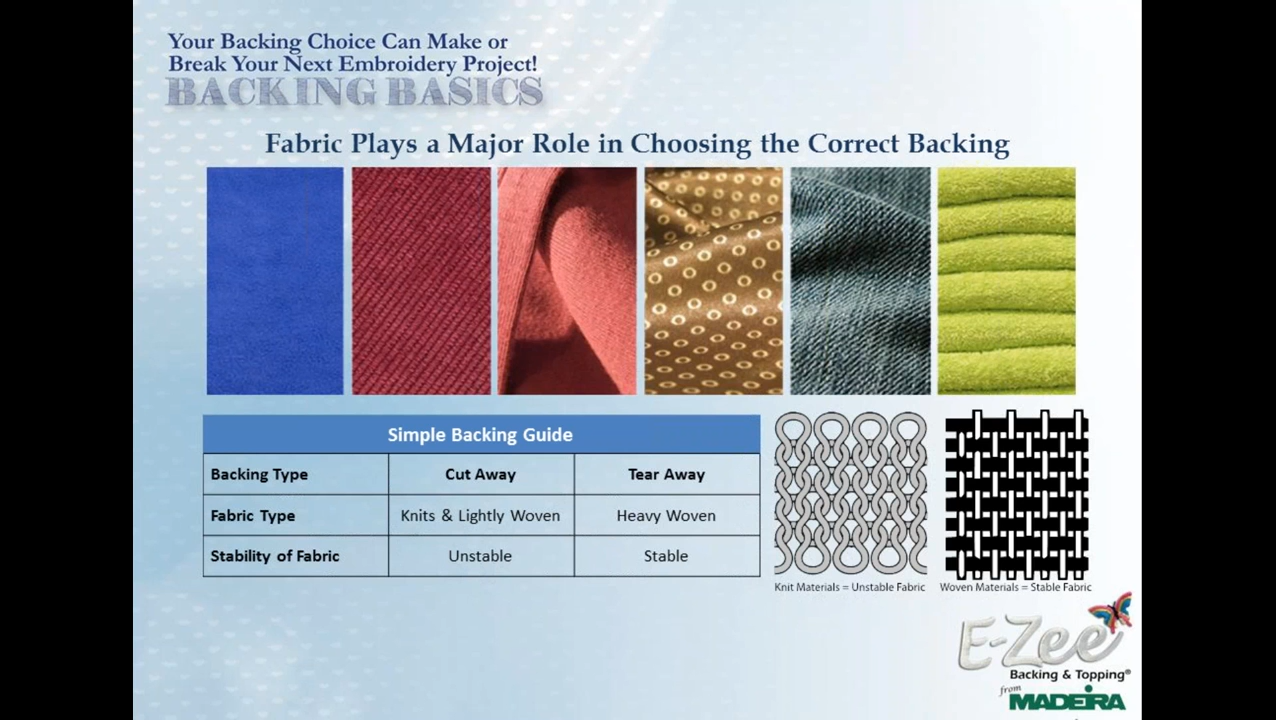 Your Backing Choice Can Make or
Break Your Next Embroidery Project!
BACKING BASICS
Fabric Plays a Major Role in Choosing the Correct Backing
Simple Backing Guide
Backing Type Cut Away Tear Away
Fabric Type Knits & Lightly Woven Heavy Woven
Stability of Fabric Unstable Stable
Knit Materials = Unstable Fabric
Woven Materials = Stable Fabric
E-Zee
Backing & Topping®
from
MADEIRA